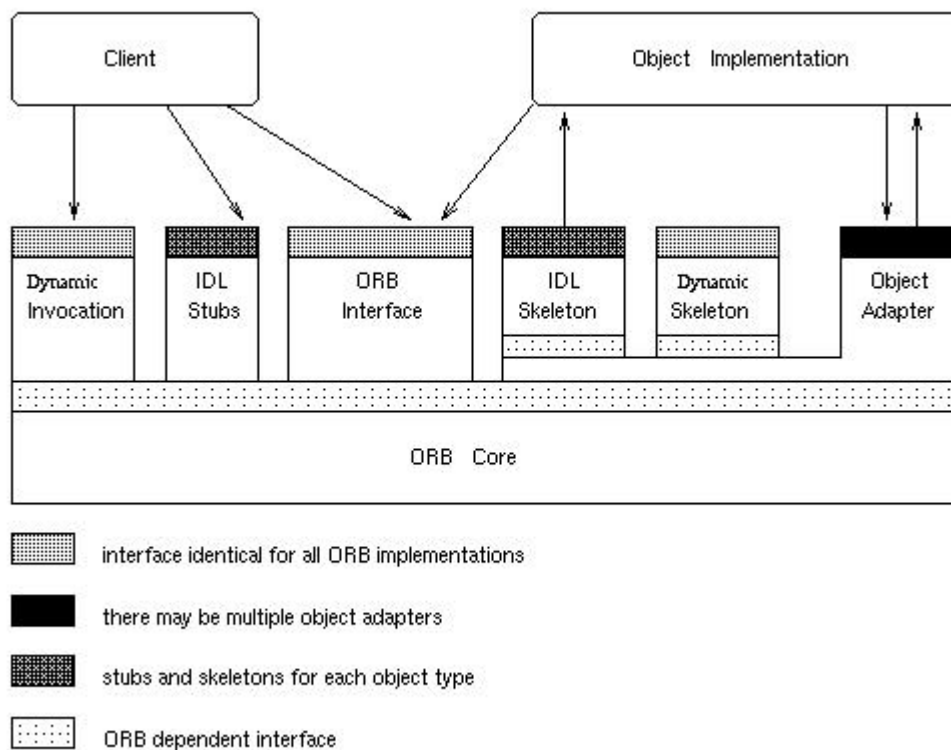 Client
Object Implementation
Dynamic
Invocation
IDL
Stubs
ORB
Interface
IDL
Skeleton
Dynamic
Skeleton
Object
Adapter
ORB Core
interface identical for all ORB implementations
there may be multiple object adapters
stubs and skeletons for each object type
ORB dependent interface